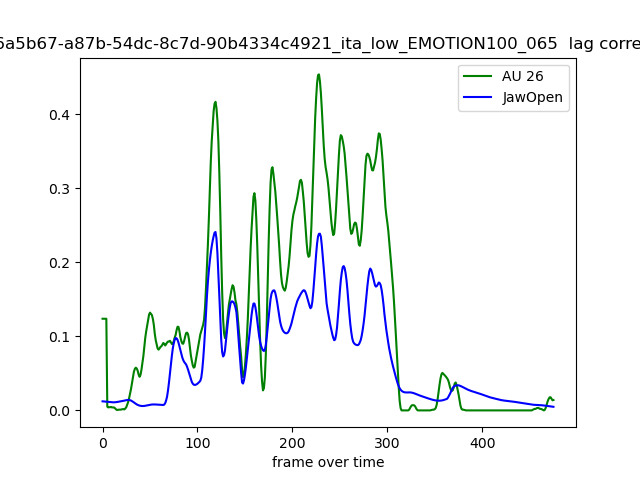 6a5b67-a87b-54dc-8c7d-90b4334c4921_ita_low_EMOTION100_065 lag corre
AU 26
JawOpen
0.4
0.3
0.2
0.1
0.0
0 100 200 300 400
frame over time